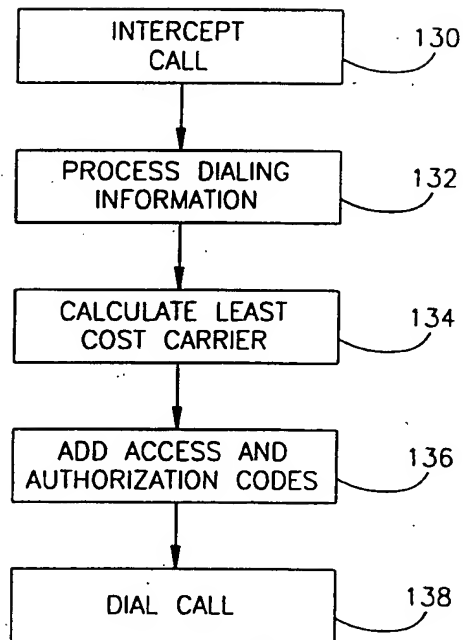 INTERCEPT
CALL
130
PROCESS DIALING
INFORMATION
132
CALCULATE LEAST
COST CARRIER
134
ADD ACCESS AND
AUTHORIZATION CODES
136
DIAL CALL
138